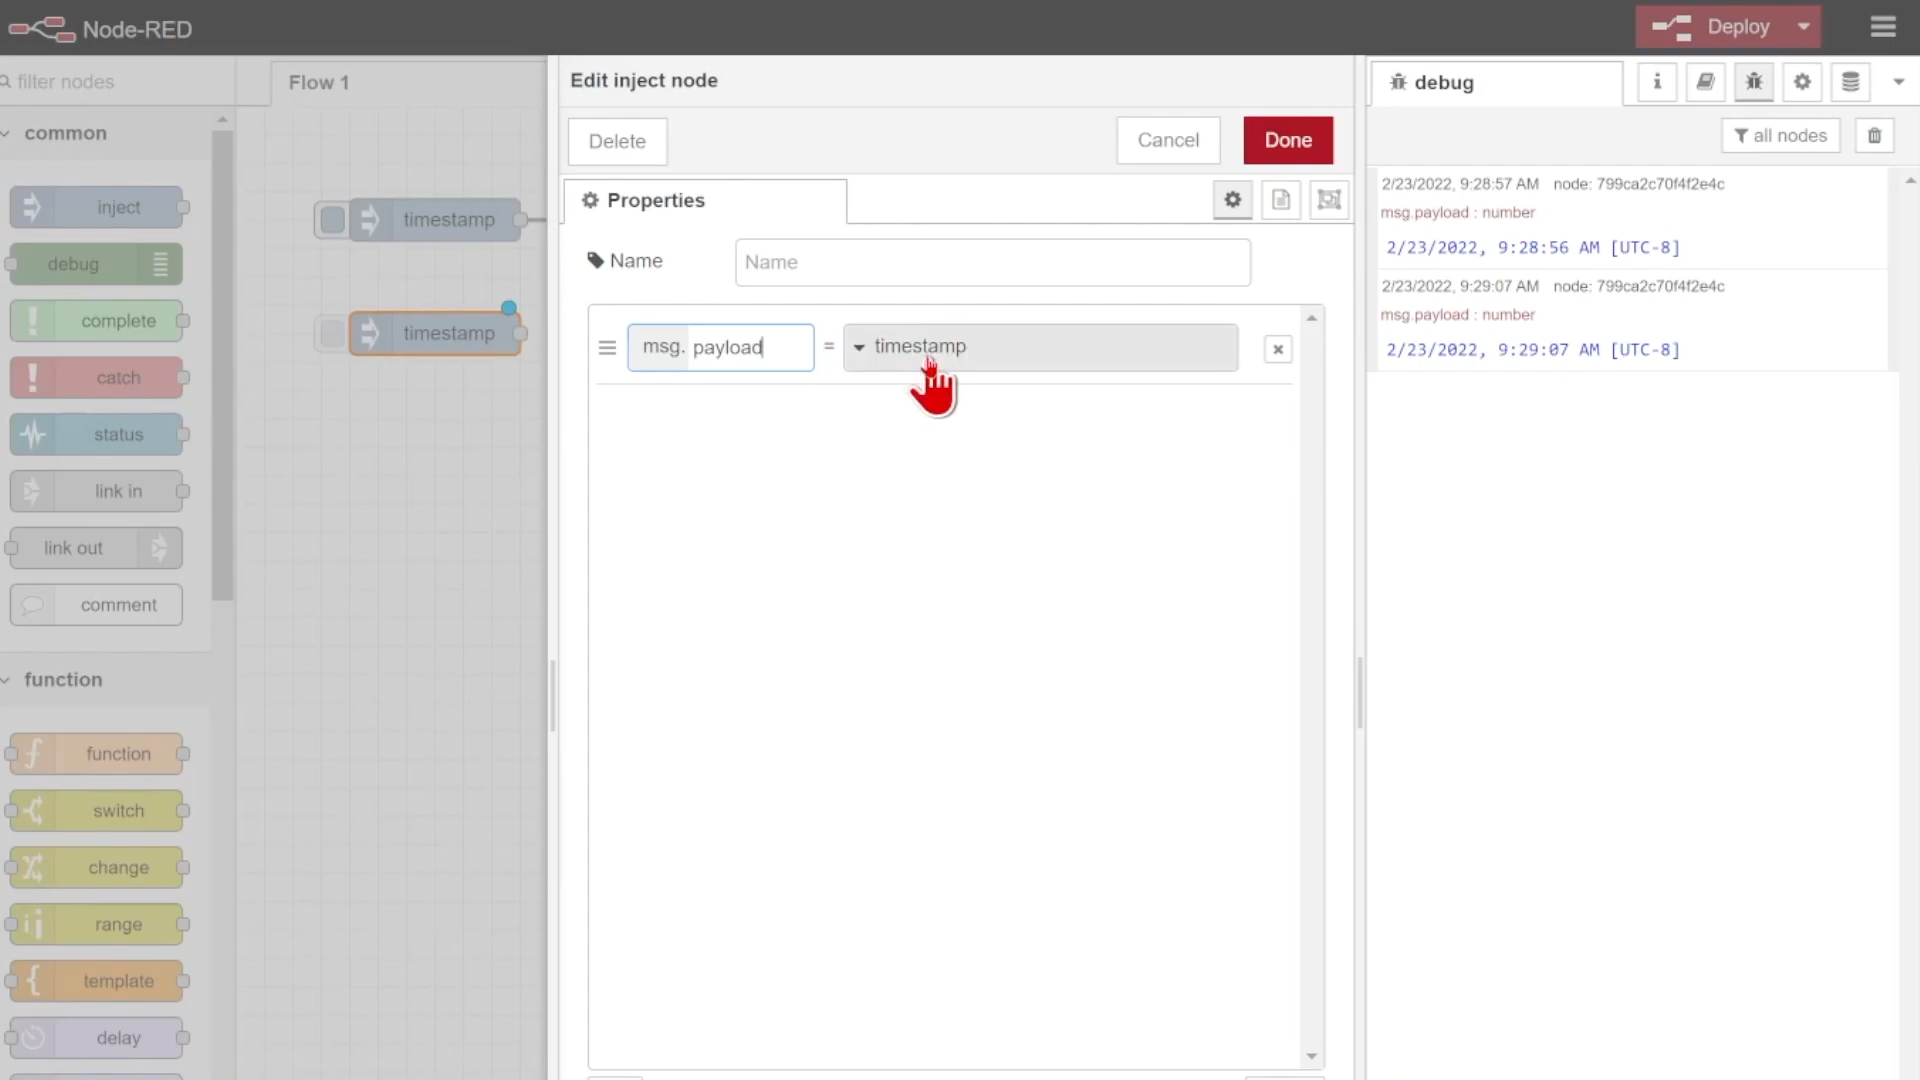 Node-RED
Deploy
filter nodes
Flow 1
Edit inject node
debug
Delete
Cancel
Done
all nodes
common
Properties
2/23/2022, 9:28:57 AM node: 799ca2c70f4f2e4c
msg.payload : number
2/23/2022, 9:28:56 AM [UTC-8]
2/23/2022, 9:29:07 AM node: 799ca2c70f4f2e4c
msg.payload : number
2/23/2022, 9:29:07 AM [UTC-8]
Name
Name
msg. payload = timestamp
inject
debug
complete
catch
status
link in
link out
comment
function
function
switch
change
range
template
delay
timestamp
timestamp